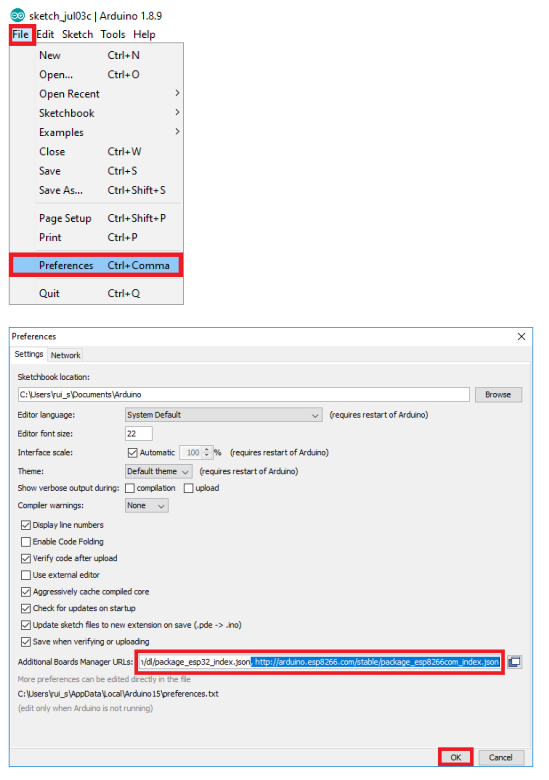 sketch_jul03c | Arduino 1.8.9
File Edit Sketch Tools Help
New Ctrl+N
Open... Ctrl+O
Open Recent
Sketchbook
Examples
Close Ctrl+W
Save Ctrl+S
Save As... Ctrl+Shift+S
Page Setup Ctrl+Shift+P
Print Ctrl+P
Preferences Ctrl+Comma
Quit Ctrl+Q
Preferences
Settings Network
Sketchbook location:
C:\Users\rui_s\Documents\Arduino Browse
Editor language: System Default (requires restart of Arduino)
Editor font size: 22
Interface scale: Automatic 100 % (requires restart of Arduino)
Theme: Default theme (requires restart of Arduino)
Show verbose output during: compilation upload
Compiler warnings: None
Display line numbers
Enable Code Folding
Verify code after upload
Use external editor
Aggressively cache compiled core
Check for updates on startup
Update sketch files to new extension on save (.pde -> .ino)
Save when verifying or uploading
Additional Boards Manager URLs: n/dl/package_esp32_index.json, http://arduino.esp8266.com/stable/package_esp8266com_index.json
More preferences can be edited directly in the file
C:\Users\rui_s\AppData\Local\Arduino15\preferences.txt
(edit only when Arduino is not running)
OK Cancel